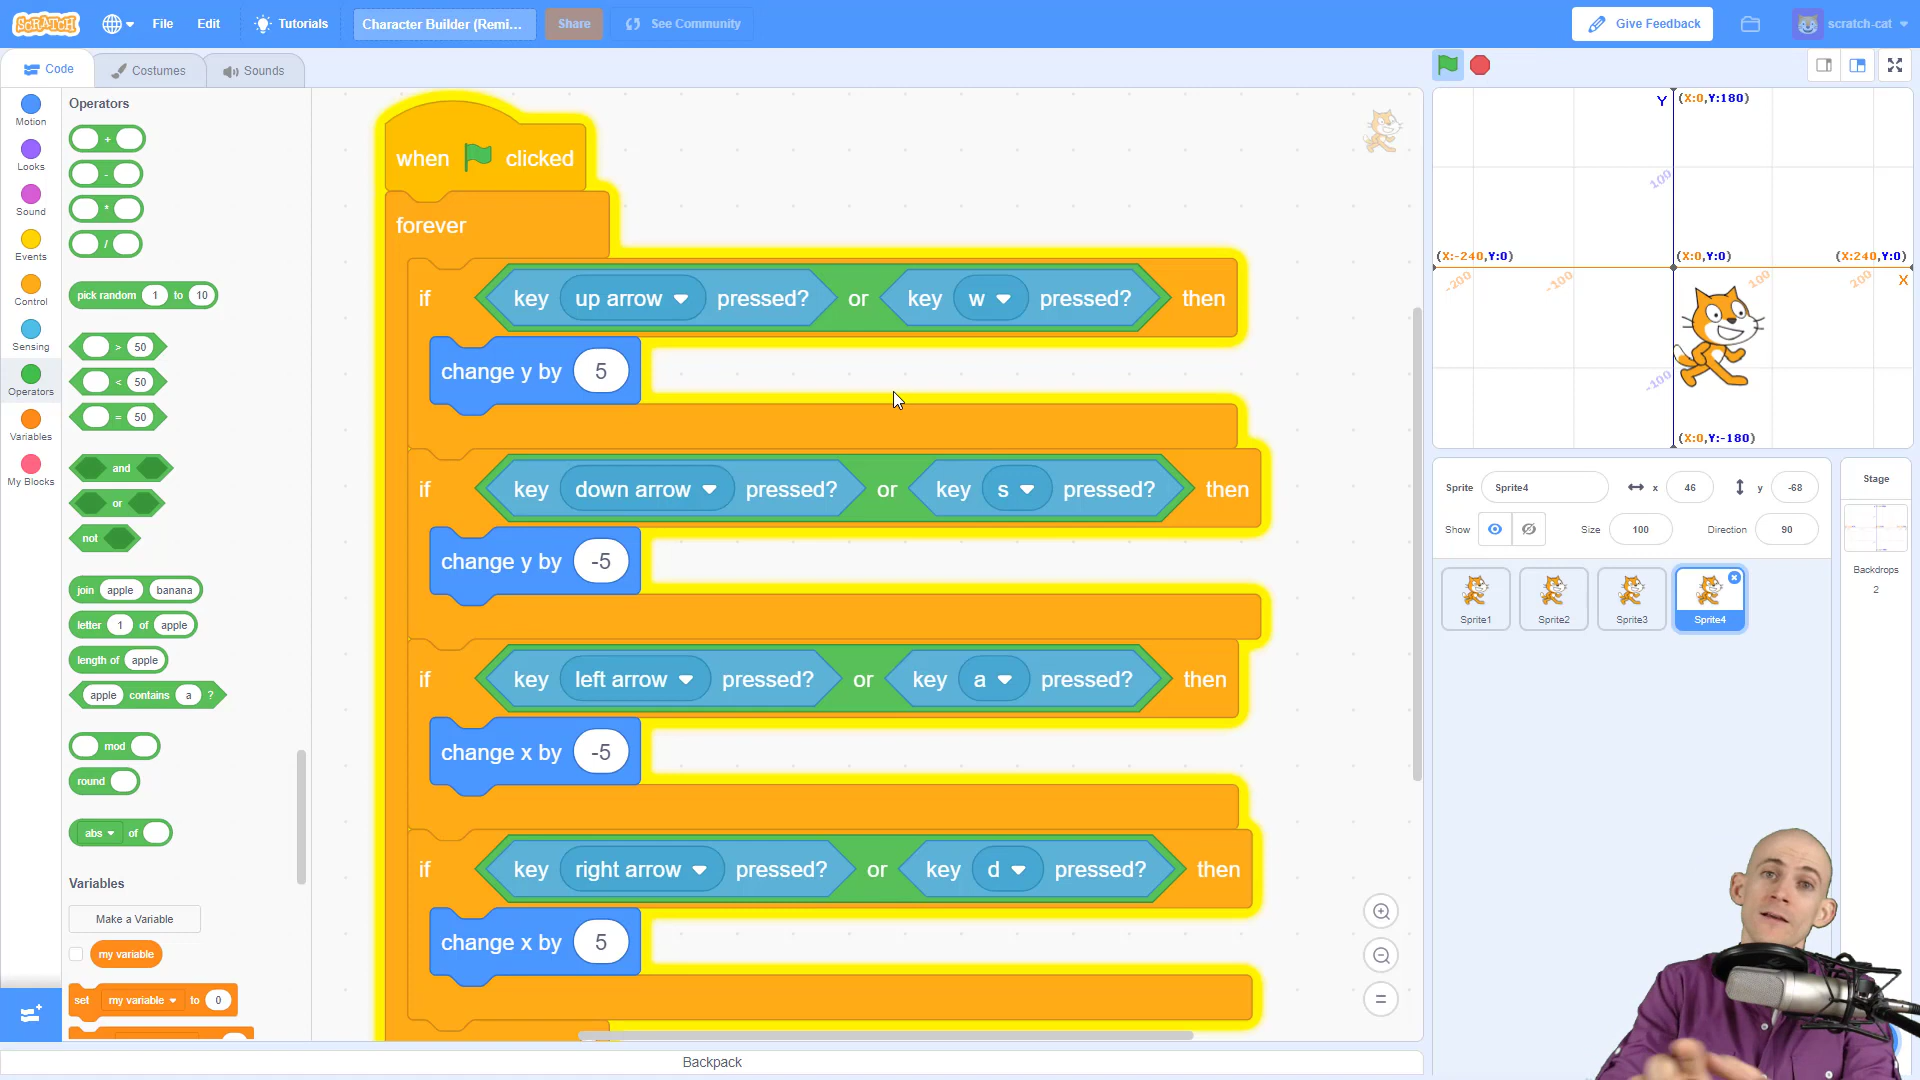 SCRATCH
File
Edit
Tutorials
Character Builder (Remi...
Share
See Community
Give Feedback
scratch-cat
Code
Costumes
Sounds
Motion
Looks
Sound
Events
Control
Sensing
Operators
Variables
My Blocks
Operators
+
-
*
/
pick random 1 to 10
> 50
< 50
= 50
and
or
not
join apple banana
letter 1 of apple
length of apple
apple contains a ?
mod
round
abs of
Variables
Make a Variable
my variable
set my variable to 0
when clicked
forever
if key up arrow pressed? or key w pressed? then
change y by 5
if key down arrow pressed? or key s pressed? then
change y by -5
if key left arrow pressed? or key a pressed? then
change x by -5
if key right arrow pressed? or key d pressed? then
change x by 5
Backpack
Y (X:0,Y:180)
100
(X:-240,Y:0) (X:0,Y:0) (X:240,Y:0)
-200 -100 100 200 X
-100
(X:0,Y:-180)
Sprite Sprite4 x 46 y -68
Show Size 100 Direction 90
Sprite1 Sprite2 Sprite3 Sprite4
Stage
Backdrops
2